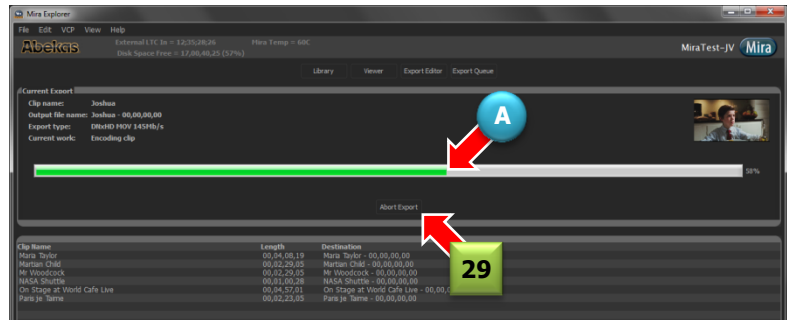 Mira Explorer
File Edit VCP View Help
Abekas External LTC In = 12;35;28;26 Mira Temp = 60C
Disk Space Free = 17,00,40,25 (57%)
MiraTest-JV Mira
Library Viewer Export Editor Export Queue
Current Export
Clip name: Joshua
Output file name: Joshua - 00,00,00,00
Export type: DNxHD MOV 145Mb/s
Current work: Encoding clip
A
58%
Abort Export
29
Clip Name Length Destination
Maria Taylor 00,04,08,19 Maria Taylor - 00,00,00,00
Martian Child 00,02,29,05 Martian Child - 00,00,00,00
Mr Woodcock 00,02,29,05 Mr Woodcock - 00,00,00,00
NASA Shuttle 00,01,00,28 NASA Shuttle - 00,00,00,00
On Stage at World Cafe Live 00,04,57,01 On Stage at World Cafe Live - 00,00,0
Paris je Taime 00,02,23,05 Paris je Taime - 00,00,00,00